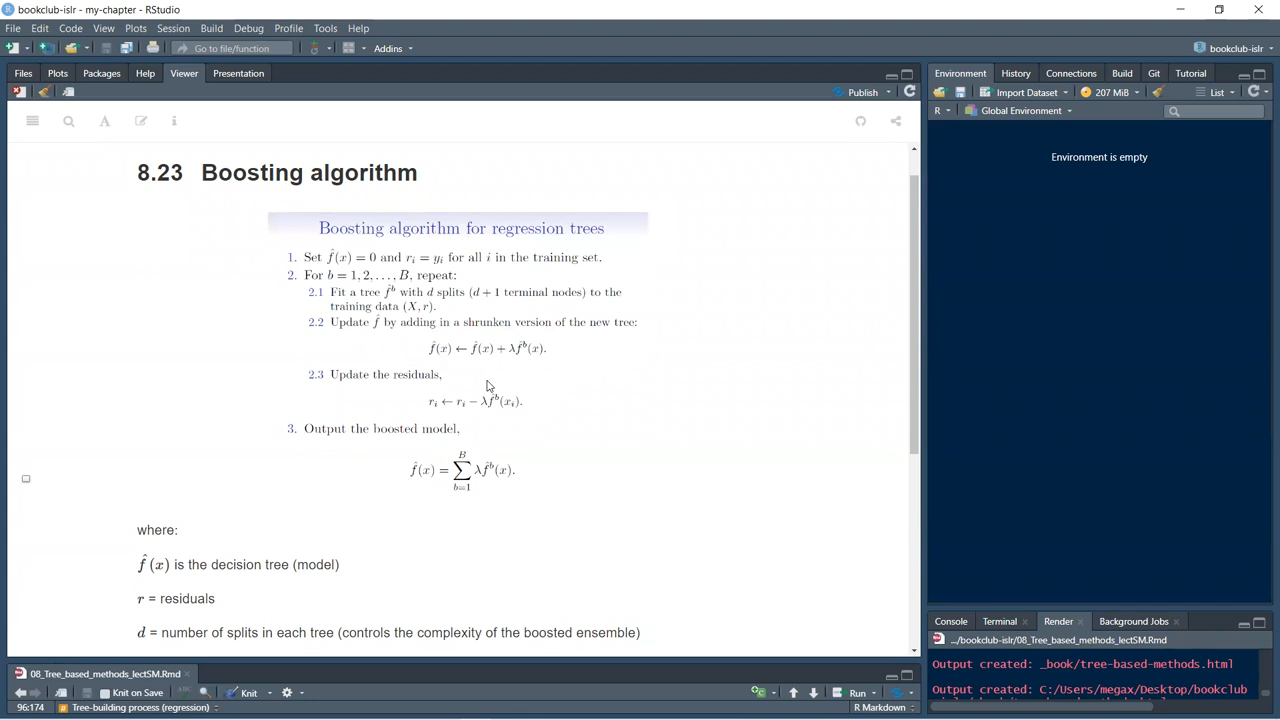 bookclub-islr - my-chapter - RStudio
File Edit Code View Plots Session Build Debug Profile Tools Help
Go to file/function Addins bookclub-islr
Files Plots Packages Help Viewer Presentation
Publish
8.23 Boosting algorithm
Boosting algorithm for regression trees
1. Set f̂(x) = 0 and rᵢ = yᵢ for all i in the training set.
2. For b = 1, 2, . . . , B, repeat:
2.1 Fit a tree f̂ᵇ with d splits (d + 1 terminal nodes) to the
training data (X, r).
2.2 Update f̂ by adding in a shrunken version of the new tree:
f̂(x) ← f̂(x) + λf̂ᵇ(x).
2.3 Update the residuals,
rᵢ ← rᵢ − λf̂ᵇ(xᵢ).
3. Output the boosted model,
f̂(x) = ∑_{b=1}^{B} λf̂ᵇ(x).
where:
f̂ (x) is the decision tree (model)
r = residuals
d = number of splits in each tree (controls the complexity of the boosted ensemble)
08_Tree_based_methods_lectSM.Rmd
Knit on Save Knit Run
96:174 Tree-building process (regression) R Markdown
Environment History Connections Build Git Tutorial
Import Dataset 207 MiB List
R Global Environment
Environment is empty
Console Terminal Render Background Jobs
.../bookclub-islr/08_Tree_based_methods_lectSM.Rmd
Output created: _book/tree-based-methods.html
Output created: C:/Users/megax/Desktop/bookclub